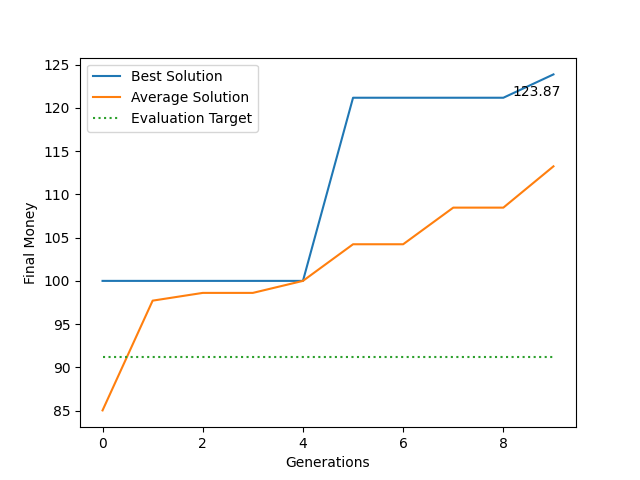 Best Solution
Average Solution
Evaluation Target
123.87
125
120
115
110
105
100
95
90
85
Final Money
0 2 4 6 8
Generations